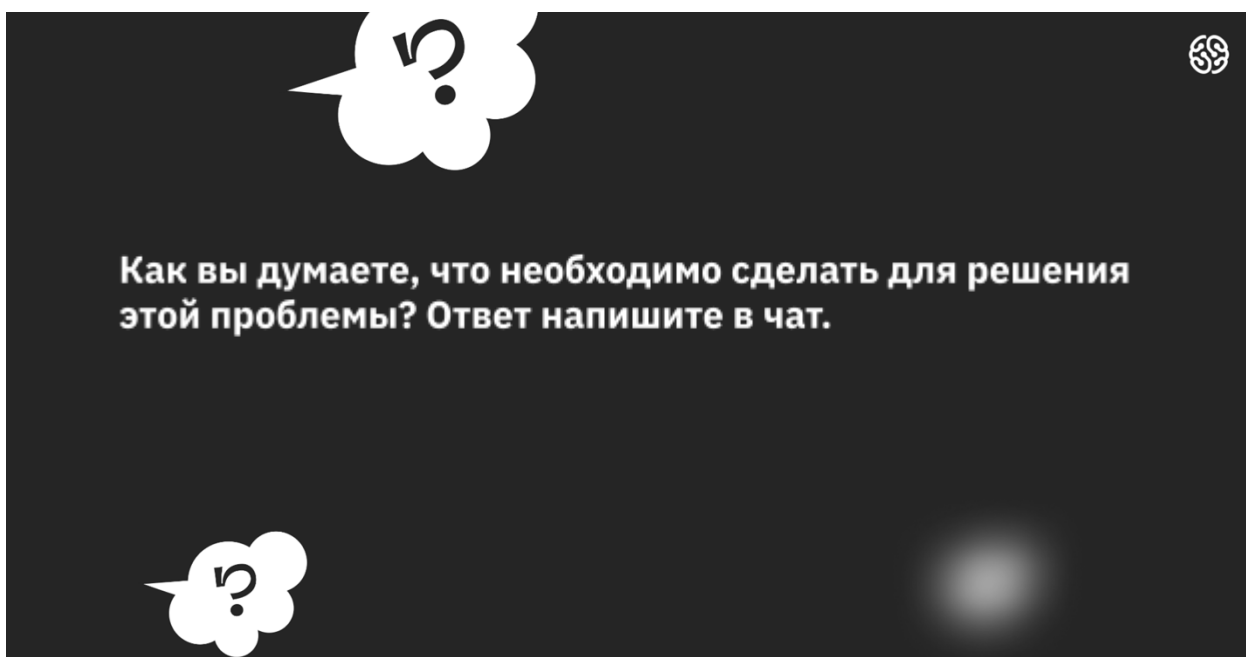 ?
Как вы думаете, что необходимо сделать для решения
этой проблемы? Ответ напишите в чат.
?